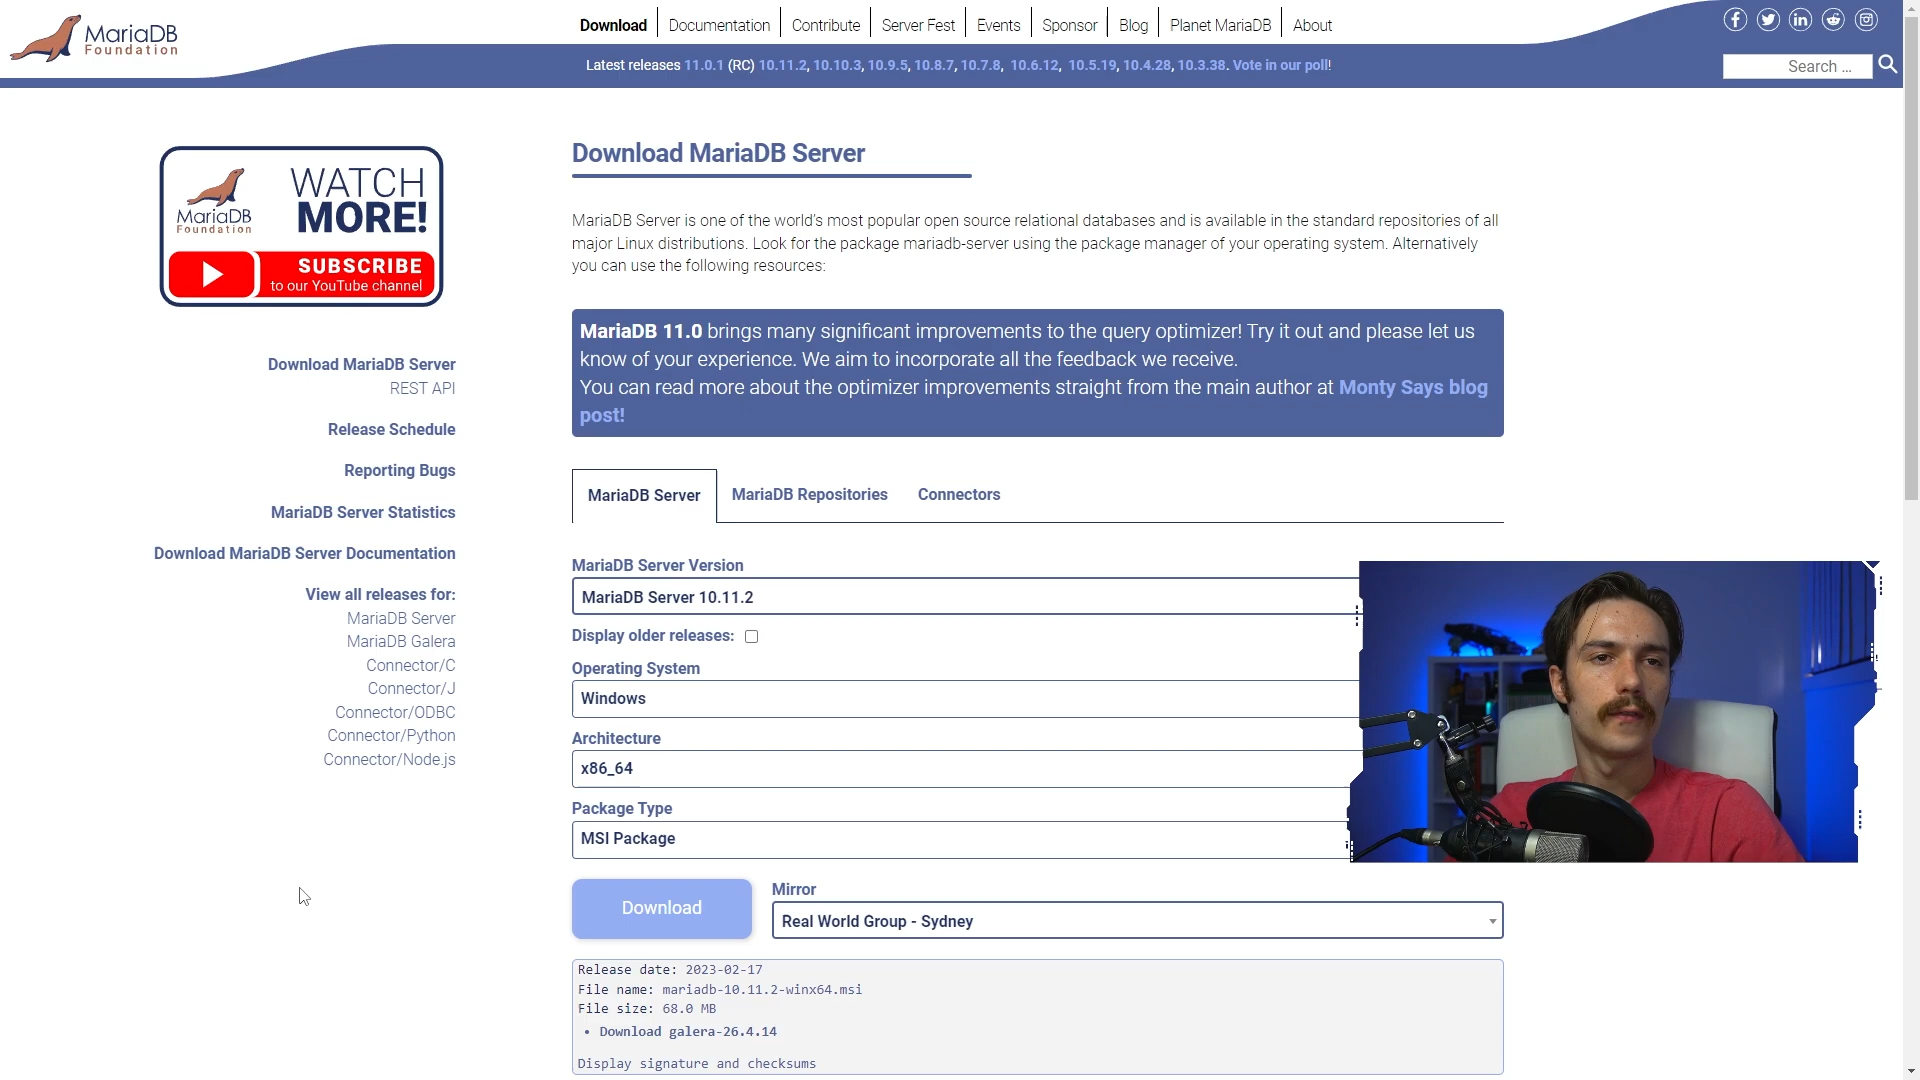 MariaDB
Foundation
Download
Documentation
Contribute
Server Fest
Events
Sponsor
Blog
Planet MariaDB
About
Latest releases 11.0.1 (RC) 10.11.2, 10.10.3, 10.9.5, 10.8.7, 10.7.8, 10.6.12, 10.5.19, 10.4.28, 10.3.38. Vote in our poll!
Search ...
WATCH
MORE!
MariaDB
Foundation
SUBSCRIBE
to our YouTube channel
Download MariaDB Server
REST API
Release Schedule
Reporting Bugs
MariaDB Server Statistics
Download MariaDB Server Documentation
View all releases for:
MariaDB Server
MariaDB Galera
Connector/C
Connector/J
Connector/ODBC
Connector/Python
Connector/Node.js
Download MariaDB Server
MariaDB Server is one of the world's most popular open source relational databases and is available in the standard repositories of all
major Linux distributions. Look for the package mariadb-server using the package manager of your operating system. Alternatively
you can use the following resources:
MariaDB 11.0 brings many significant improvements to the query optimizer! Try it out and please let us
know of your experience. We aim to incorporate all the feedback we receive.
You can read more about the optimizer improvements straight from the main author at Monty Says blog
post!
MariaDB Server
MariaDB Repositories
Connectors
MariaDB Server Version
MariaDB Server 10.11.2
Display older releases:
Operating System
Windows
Architecture
x86_64
Package Type
MSI Package
Download
Mirror
Real World Group - Sydney
Release date: 2023-02-17
File name: mariadb-10.11.2-winx64.msi
File size: 68.0 MB
• Download galera-26.4.14
Display signature and checksums